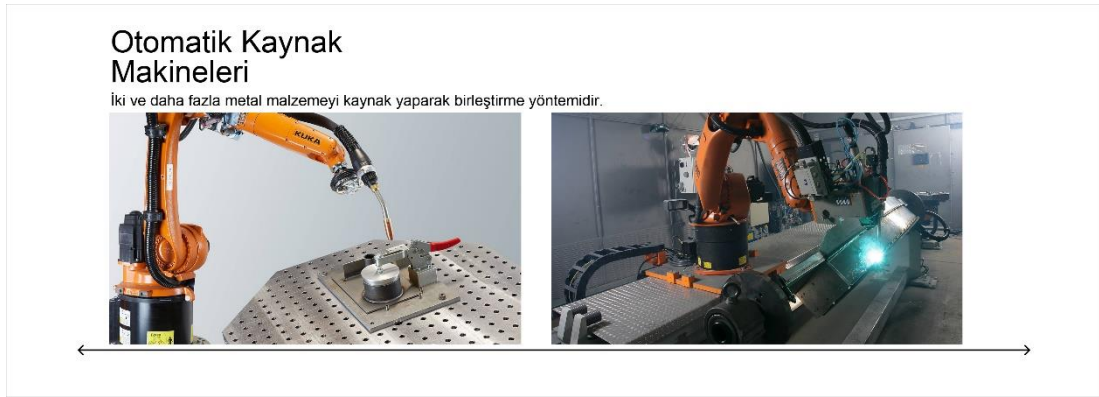 Otomatik Kaynak
Makineleri
İki ve daha fazla metal malzemeyi kaynak yaparak birleştirme yöntemidir.
KUKA